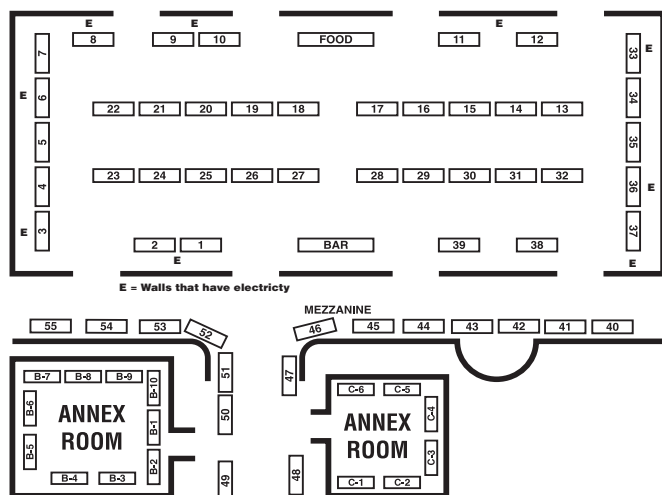 E E E
8 9 10 FOOD 11 12
7 33 E
E 6 34
22 21 20 19 18 17 16 15 14 13
5 35
4 36 E
23 24 25 26 27 28 29 30 31 32
E 3 37
2 1 BAR 39 38
E E
E = Walls that have electricty
MEZZANINE
55 54 53 52 46 45 44 43 42 41 40
51 47
B-7 B-8 B-9 B-10 C-6 C-5
B-6 50 C-4
ANNEX
ROOM
B-1
ANNEX
ROOM
B-5 B-2 C-3
B-4 B-3 49 48 C-1 C-2